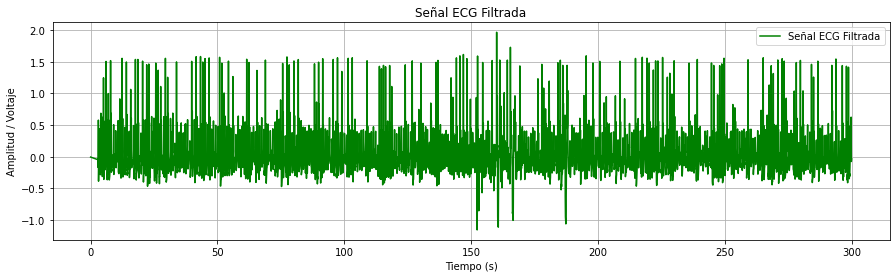 Señal ECG Filtrada
Señal ECG Filtrada
Amplitud / Voltaje
2.0
1.5
1.0
0.5
0.0
−0.5
−1.0
0 50 100 150 200 250 300
Tiempo (s)